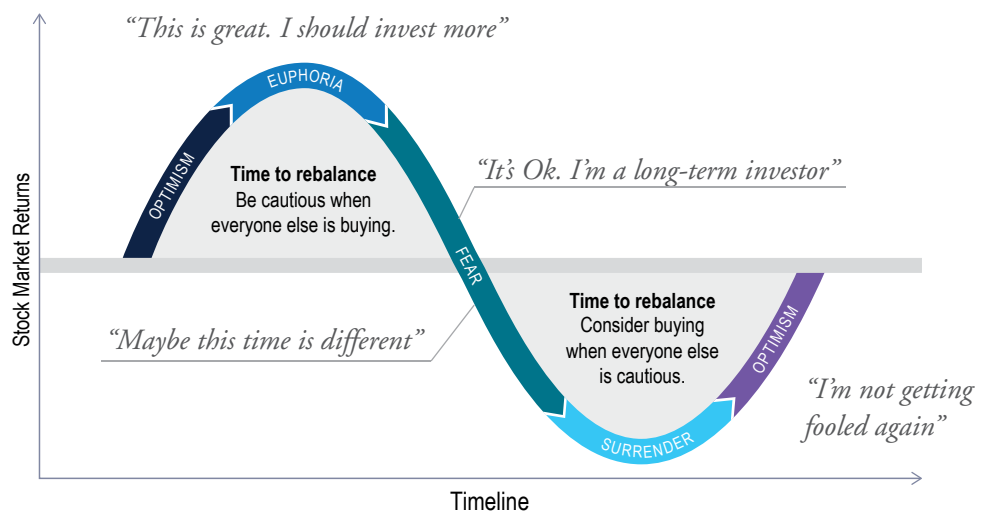 “This is great. I should invest more”
EUPHORIA
OPTIMISM
Time to rebalance
Be cautious when
everyone else is buying.
“It’s Ok. I’m a long-term investor”
FEAR
“Maybe this time is different”
Time to rebalance
Consider buying
when everyone else
is cautious.
OPTIMISM
SURRENDER
“I’m not getting
fooled again”
Stock Market Returns
Timeline